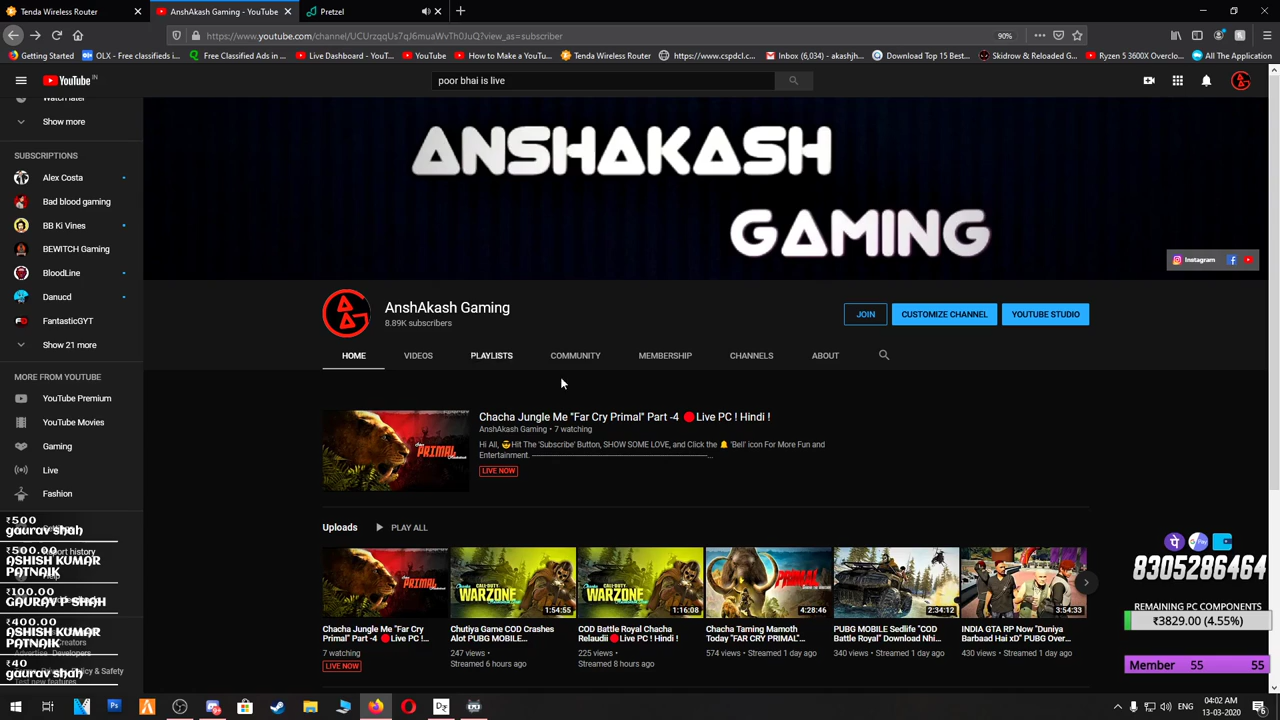 Tenda Wireless Router
AnshAkash Gaming - YouTube
Pretzel
https://www.youtube.com/channel/UCUrzqqUs7qJ6muaWvTh0JuQ?view_as=subscriber
90%
Getting Started
OLX - Free classifieds i...
Free Classified Ads in ...
Live Dashboard - YouT...
YouTube
How to Make a YouTu...
Tenda Wireless Router
https://www.cspdcl.c...
Inbox (6,034) - akashjh...
Download Top 15 Best...
Skidrow & Reloaded G...
Ryzen 5 3600X Overclo...
All The Application
YouTube IN
poor bhai is live
Watch later
Show more
SUBSCRIPTIONS
Alex Costa
Bad blood gaming
BB Ki Vines
BEWITCH Gaming
BloodLine
Danucd
FantasticGYT
Show 21 more
MORE FROM YOUTUBE
YouTube Premium
YouTube Movies
Gaming
Live
Fashion
ANSHAKASH
GAMING
Instagram
AnshAkash Gaming
8.89K subscribers
JOIN
CUSTOMIZE CHANNEL
YOUTUBE STUDIO
HOME
VIDEOS
PLAYLISTS
COMMUNITY
MEMBERSHIP
CHANNELS
ABOUT
Chacha Jungle Me "Far Cry Primal" Part -4 🔴Live PC ! Hindi !
AnshAkash Gaming • 7 watching
Hi All, 😎Hit The 'Subscribe' Button, SHOW SOME LOVE, and Click the 🔔 'Bell' icon For More Fun and
Entertainment. ----------------------------------------------------------...
LIVE NOW
Uploads
PLAY ALL
1:54:55
1:16:08
4:28:46
2:34:12
3:54:33
Chacha Jungle Me "Far Cry
Primal" Part -4 🔴Live PC !...
7 watching
LIVE NOW
Warzone Game COD Crashes
Alot PUBG MOBILE...
247 views •
Streamed 6 hours ago
COD Battle Royal Chacha
Relaudii 🔴Live PC ! Hindi !
225 views •
Streamed 8 hours ago
Chacha Taming Mamoth
Today "FAR CRY PRIMAL"...
574 views • Streamed 1 day ago
PUBG MOBILE Sedlife "COD
Battle Royal" Download Nhi...
340 views • Streamed 1 day ago
INDIA GTA RP Now "Duniya
Barbaad Hai xD" PUBG Over...
430 views • Streamed 1 day ago
₹500
gaurav shah
₹500.00
ASHISH KUMAR
PATNAIK
₹100.00
GAURAV T SHAH
₹400.00
ASHISH KUMAR
PATNAIK
₹40
gaurav shah
8305286464
REMAINING PC COMPONENTS
₹3829.00 (4.55%)
Member 55 55
ENG
04:02 AM
13-03-2020